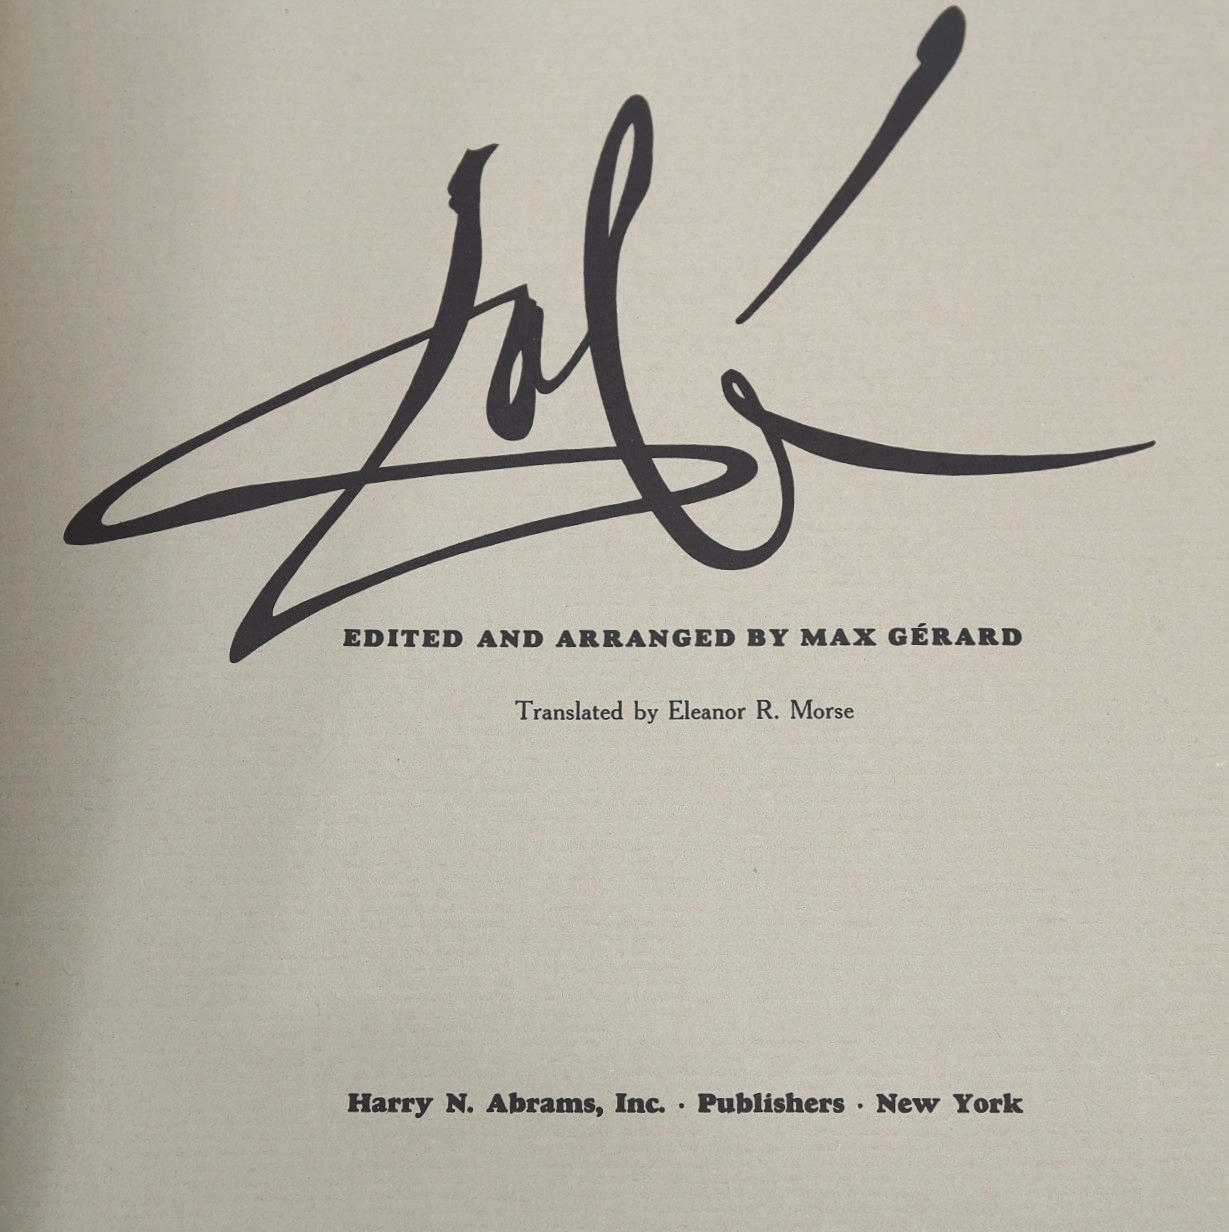 Dalí
EDITED AND ARRANGED BY MAX GÉRARD
Translated by Eleanor R. Morse
Harry N. Abrams, Inc. · Publishers · New York